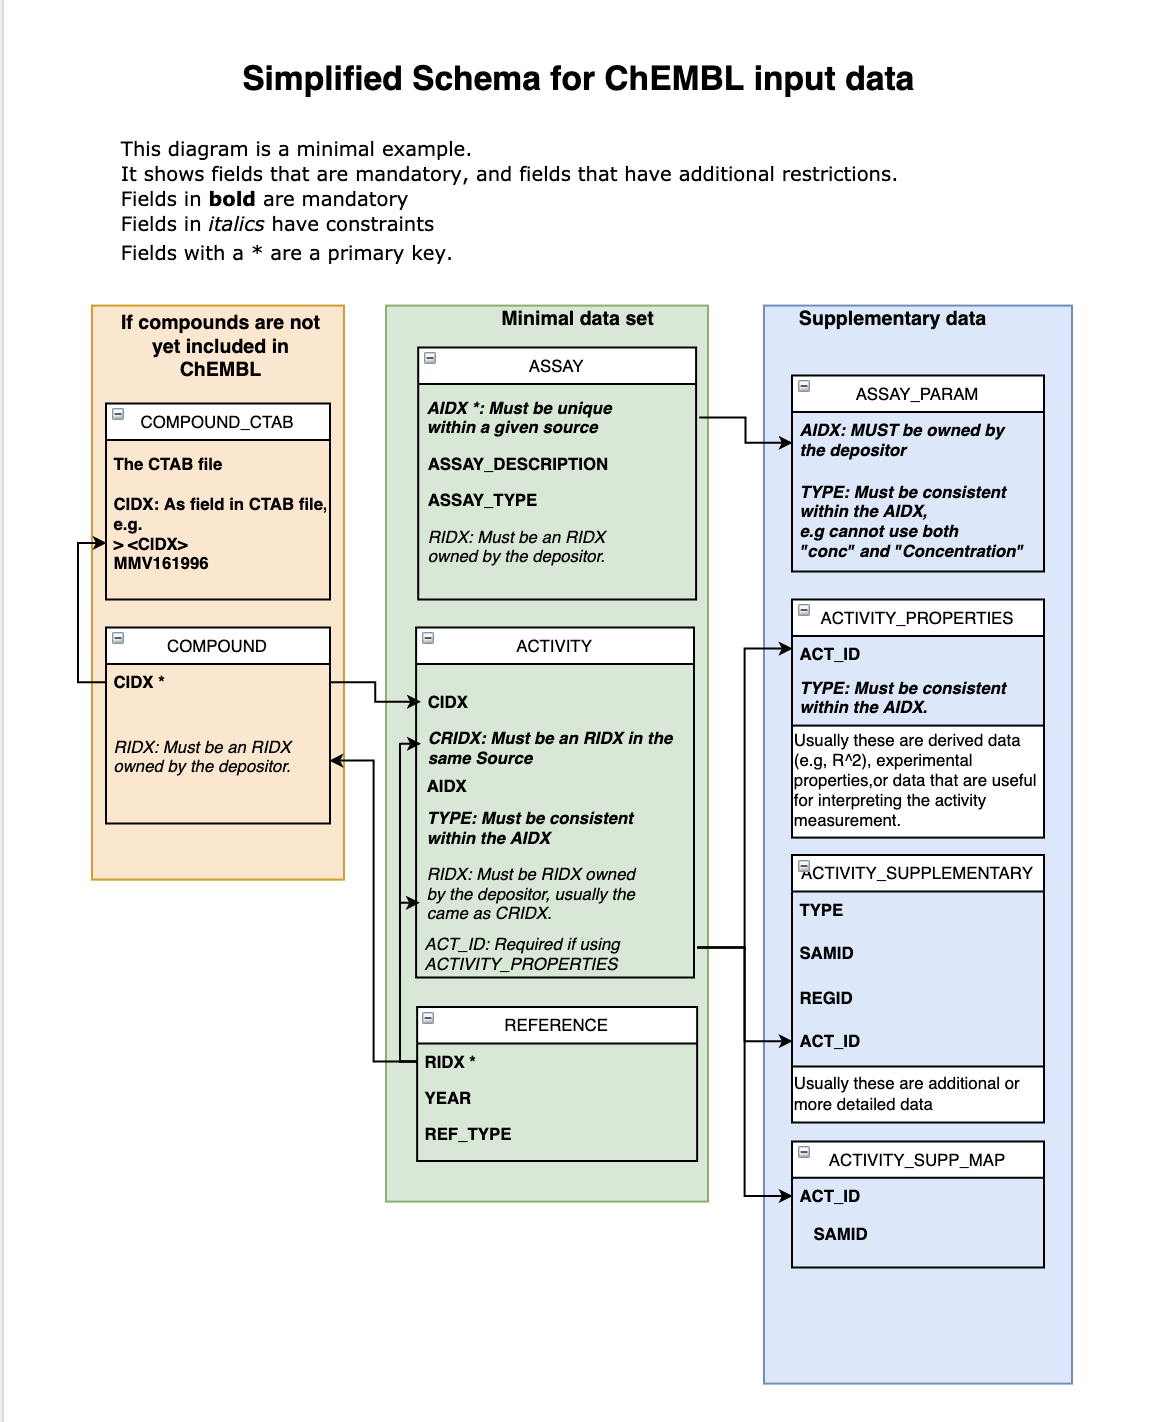 Simplified Schema for ChEMBL input data
This diagram is a minimal example.
It shows fields that are mandatory, and fields that have additional restrictions.
Fields in bold are mandatory
Fields in italics have constraints
Fields with a * are a primary key.
If compounds are not
yet included in
ChEMBL
COMPOUND_CTAB
The CTAB file
CIDX: As field in CTAB file,
e.g.
> <CIDX>
MMV161996
COMPOUND
CIDX *
RIDX: Must be an RIDX
owned by the depositor.
Minimal data set
ASSAY
AIDX *: Must be unique
within a given source
ASSAY_DESCRIPTION
ASSAY_TYPE
RIDX: Must be an RIDX
owned by the depositor.
ACTIVITY
CIDX
CRIDX: Must be an RIDX in the
same Source
AIDX
TYPE: Must be consistent
within the AIDX
RIDX: Must be RIDX owned
by the depositor, usually the
came as CRIDX.
ACT_ID: Required if using
ACTIVITY_PROPERTIES
REFERENCE
RIDX *
YEAR
REF_TYPE
Supplementary data
ASSAY_PARAM
AIDX: MUST be owned by
the depositor
TYPE: Must be consistent
within the AIDX,
e.g cannot use both
"conc" and "Concentration"
ACTIVITY_PROPERTIES
ACT_ID
TYPE: Must be consistent
within the AIDX.
Usually these are derived data
(e.g, R^2), experimental
properties,or data that are useful
for interpreting the activity
measurement.
ACTIVITY_SUPPLEMENTARY
TYPE
SAMID
REGID
ACT_ID
Usually these are additional or
more detailed data
ACTIVITY_SUPP_MAP
ACT_ID
SAMID